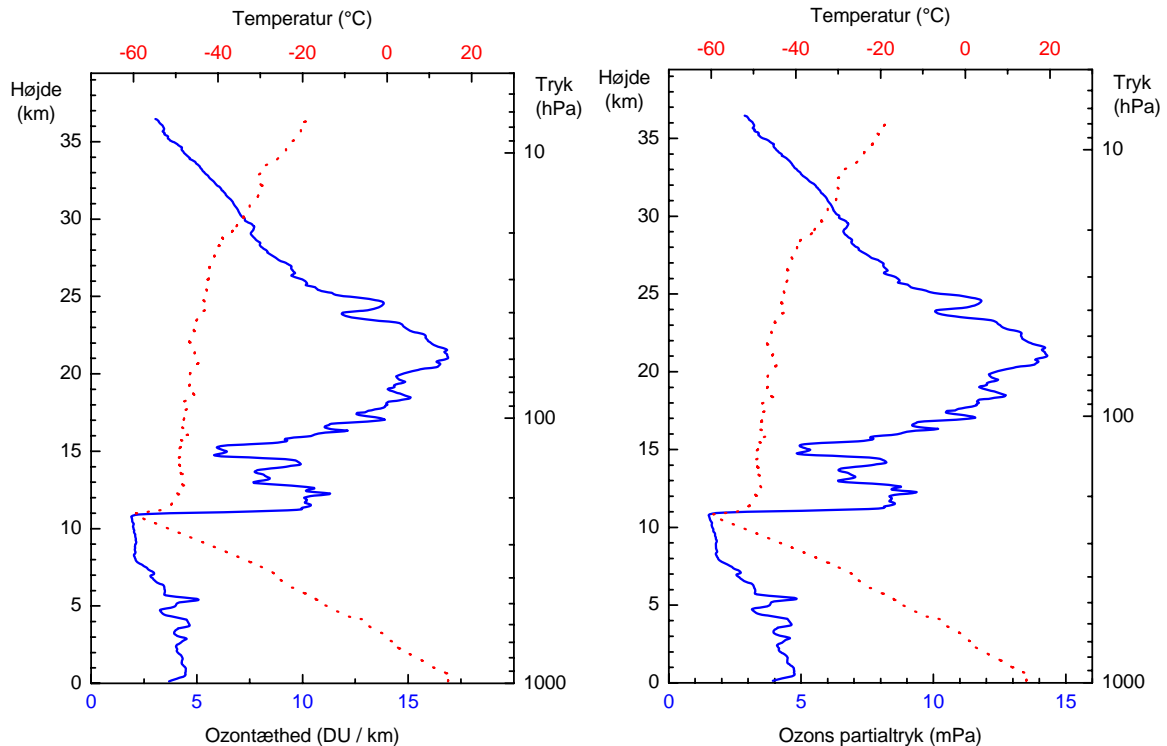 Temperatur (°C)
-60 -40 -20 0 20
Højde
(km)
Tryk
(hPa)
35
30
25
20
15
10
5
0
10
100
1000
0 5 10 15
Ozontæthed (DU / km)
Temperatur (°C)
-60 -40 -20 0 20
Højde
(km)
Tryk
(hPa)
35
30
25
20
15
10
5
0
10
100
1000
0 5 10 15
Ozons partialtryk (mPa)